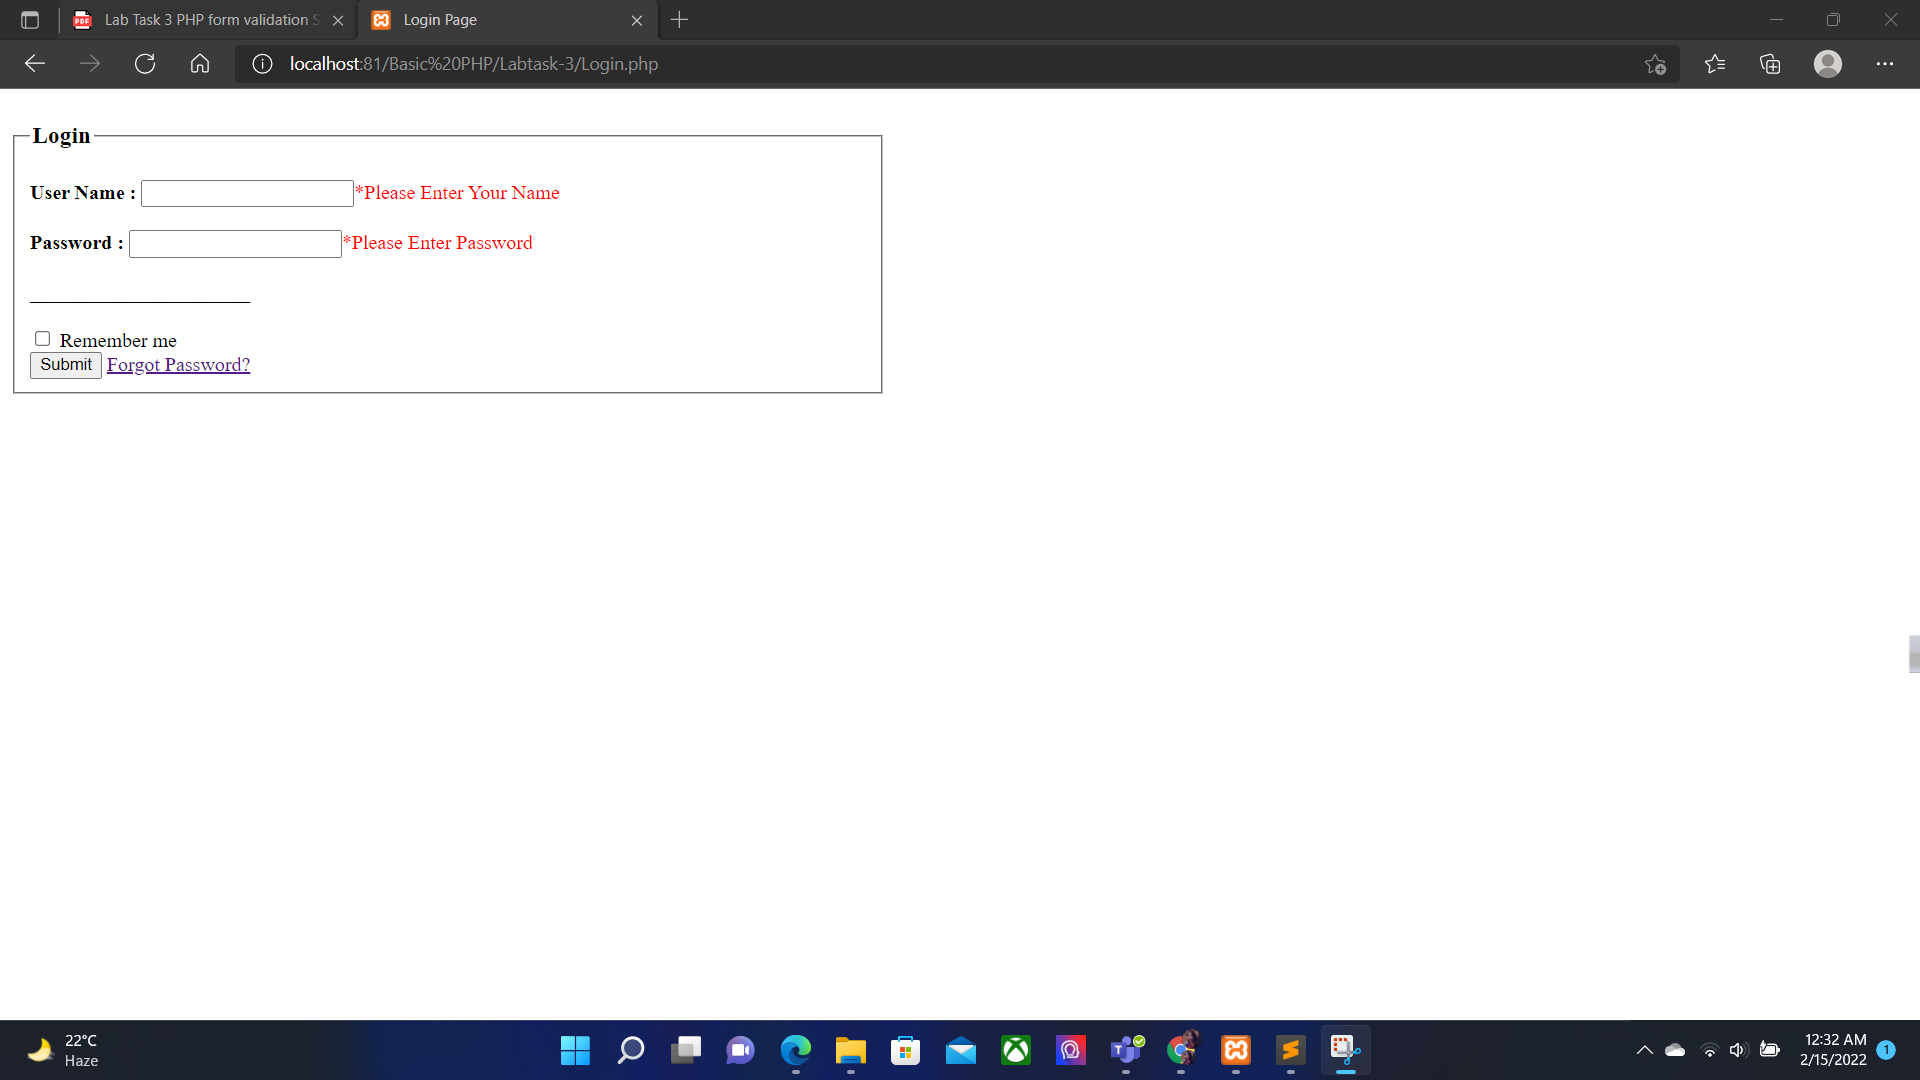 Lab Task 3 PHP form validation S
Login Page
localhost:81/Basic%20PHP/Labtask-3/Login.php
Login
User Name : *Please Enter Your Name
Password : *Please Enter Password
______________________
Remember me
Submit Forgot Password?
22°C
Haze
12:32 AM
2/15/2022
1